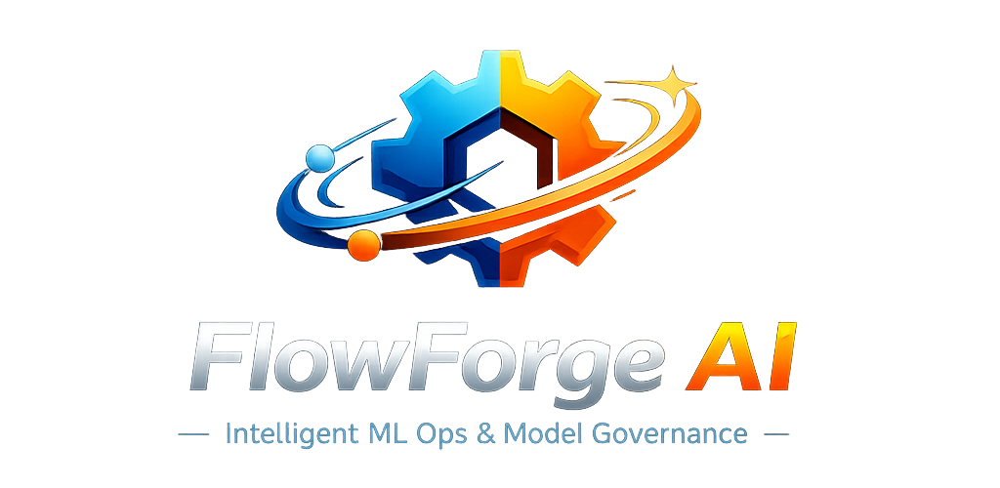 FlowForge AI
— Intelligent ML Ops & Model Governance —